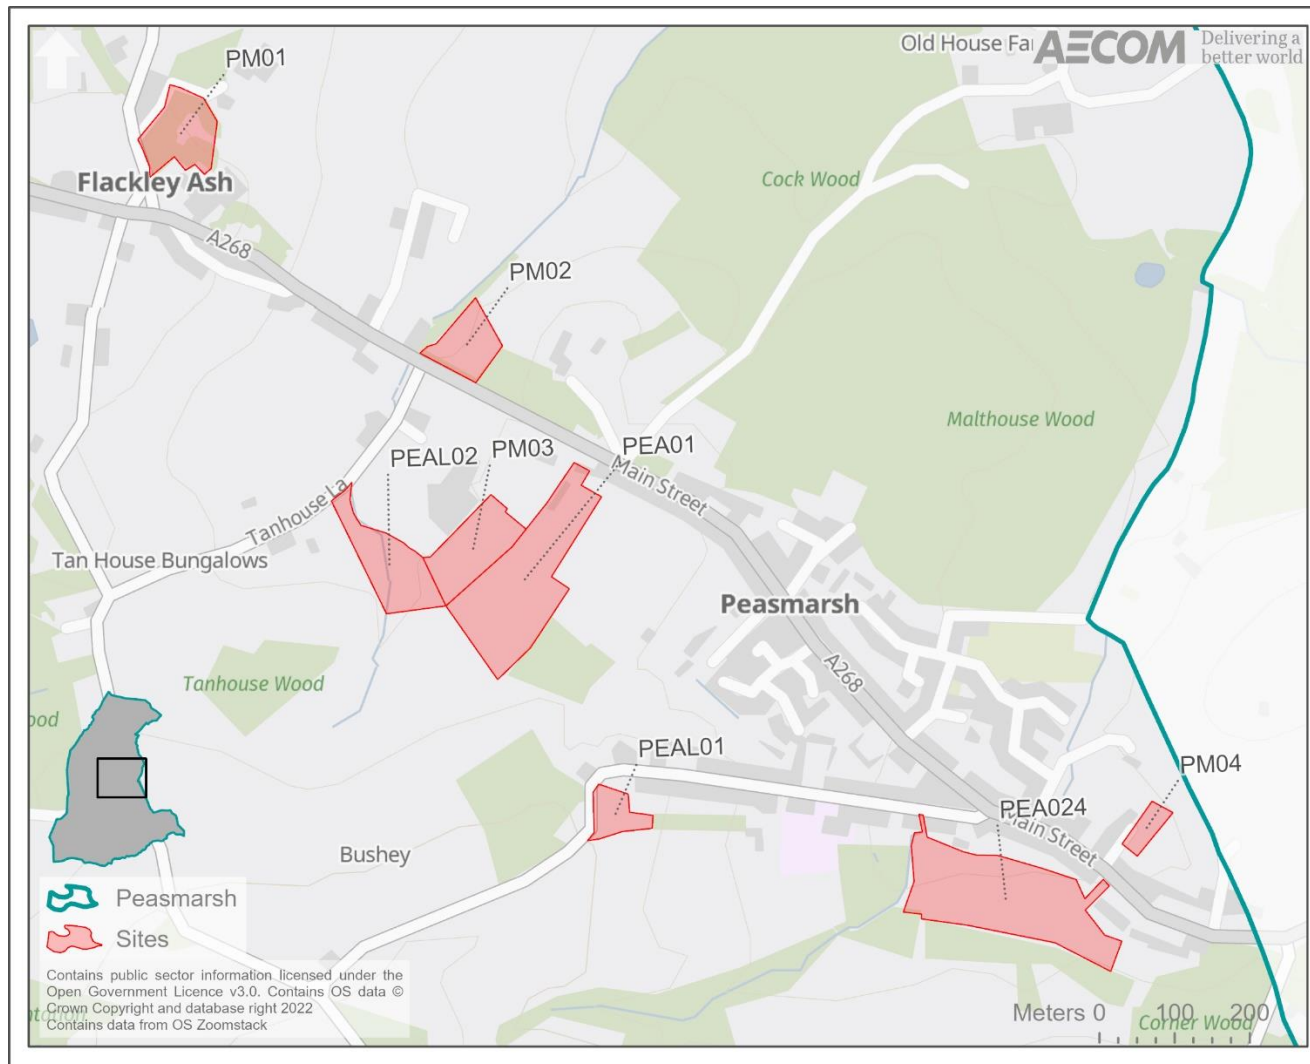 PM01
Old House Fa
AECOM
Delivering a
better world
Flackley Ash
Cock Wood
A268
PM02
Malthouse Wood
PEAL02
PM03
PEA01
Main Street
Tanhouse La
Tan House Bungalows
Peasmarsh
A268
Tanhouse Wood
ood
PEAL01
PM04
PEA024
Main Street
Bushey
Peasmarsh
Sites
Contains public sector information licensed under the
Open Government Licence v3.0. Contains OS data ©
Crown Copyright and database right 2022
Contains data from OS Zoomstack
ntation
Meters 0 100 200
Corner Wood